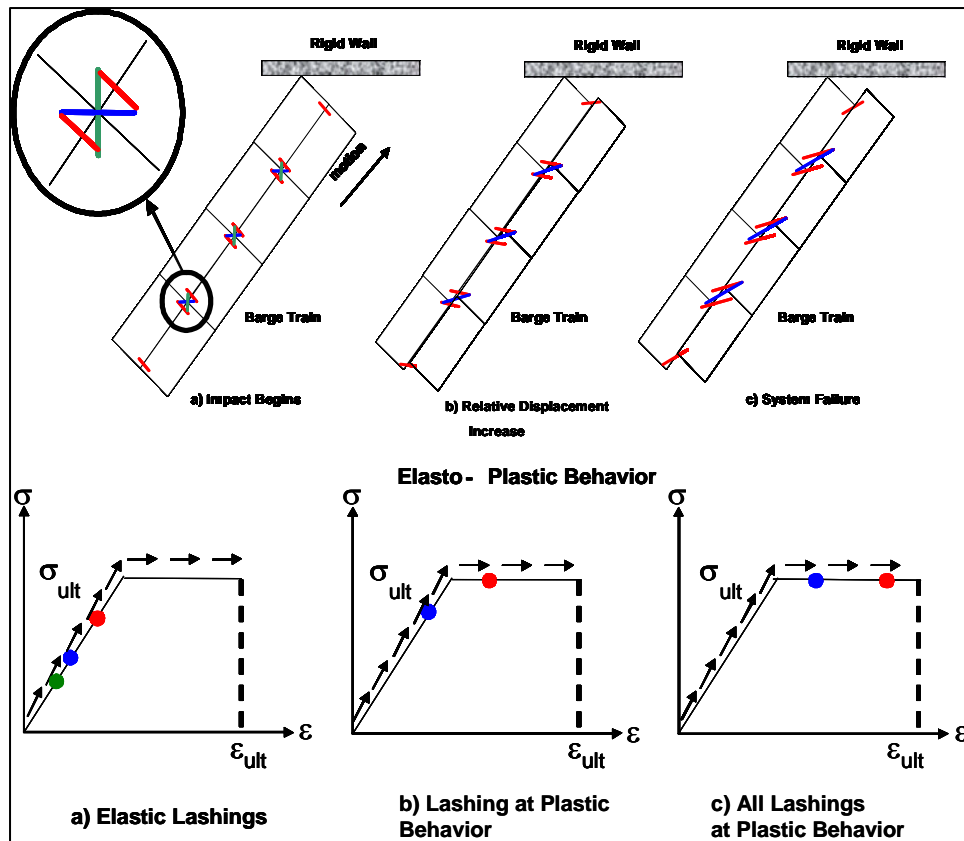 Rigid Wall
Rigid Wall
Rigid Wall
motion
Barge Train
Barge Train
Barge Train
a) Impact Begins
b) Relative Displacement
Increase
c) System Failure
Elasto - Plastic Behavior
σ
σ
σ
σult
σult
σult
ε
ε
ε
εult
εult
εult
a) Elastic Lashings
b) Lashing at Plastic
Behavior
c) All Lashings
at Plastic Behavior